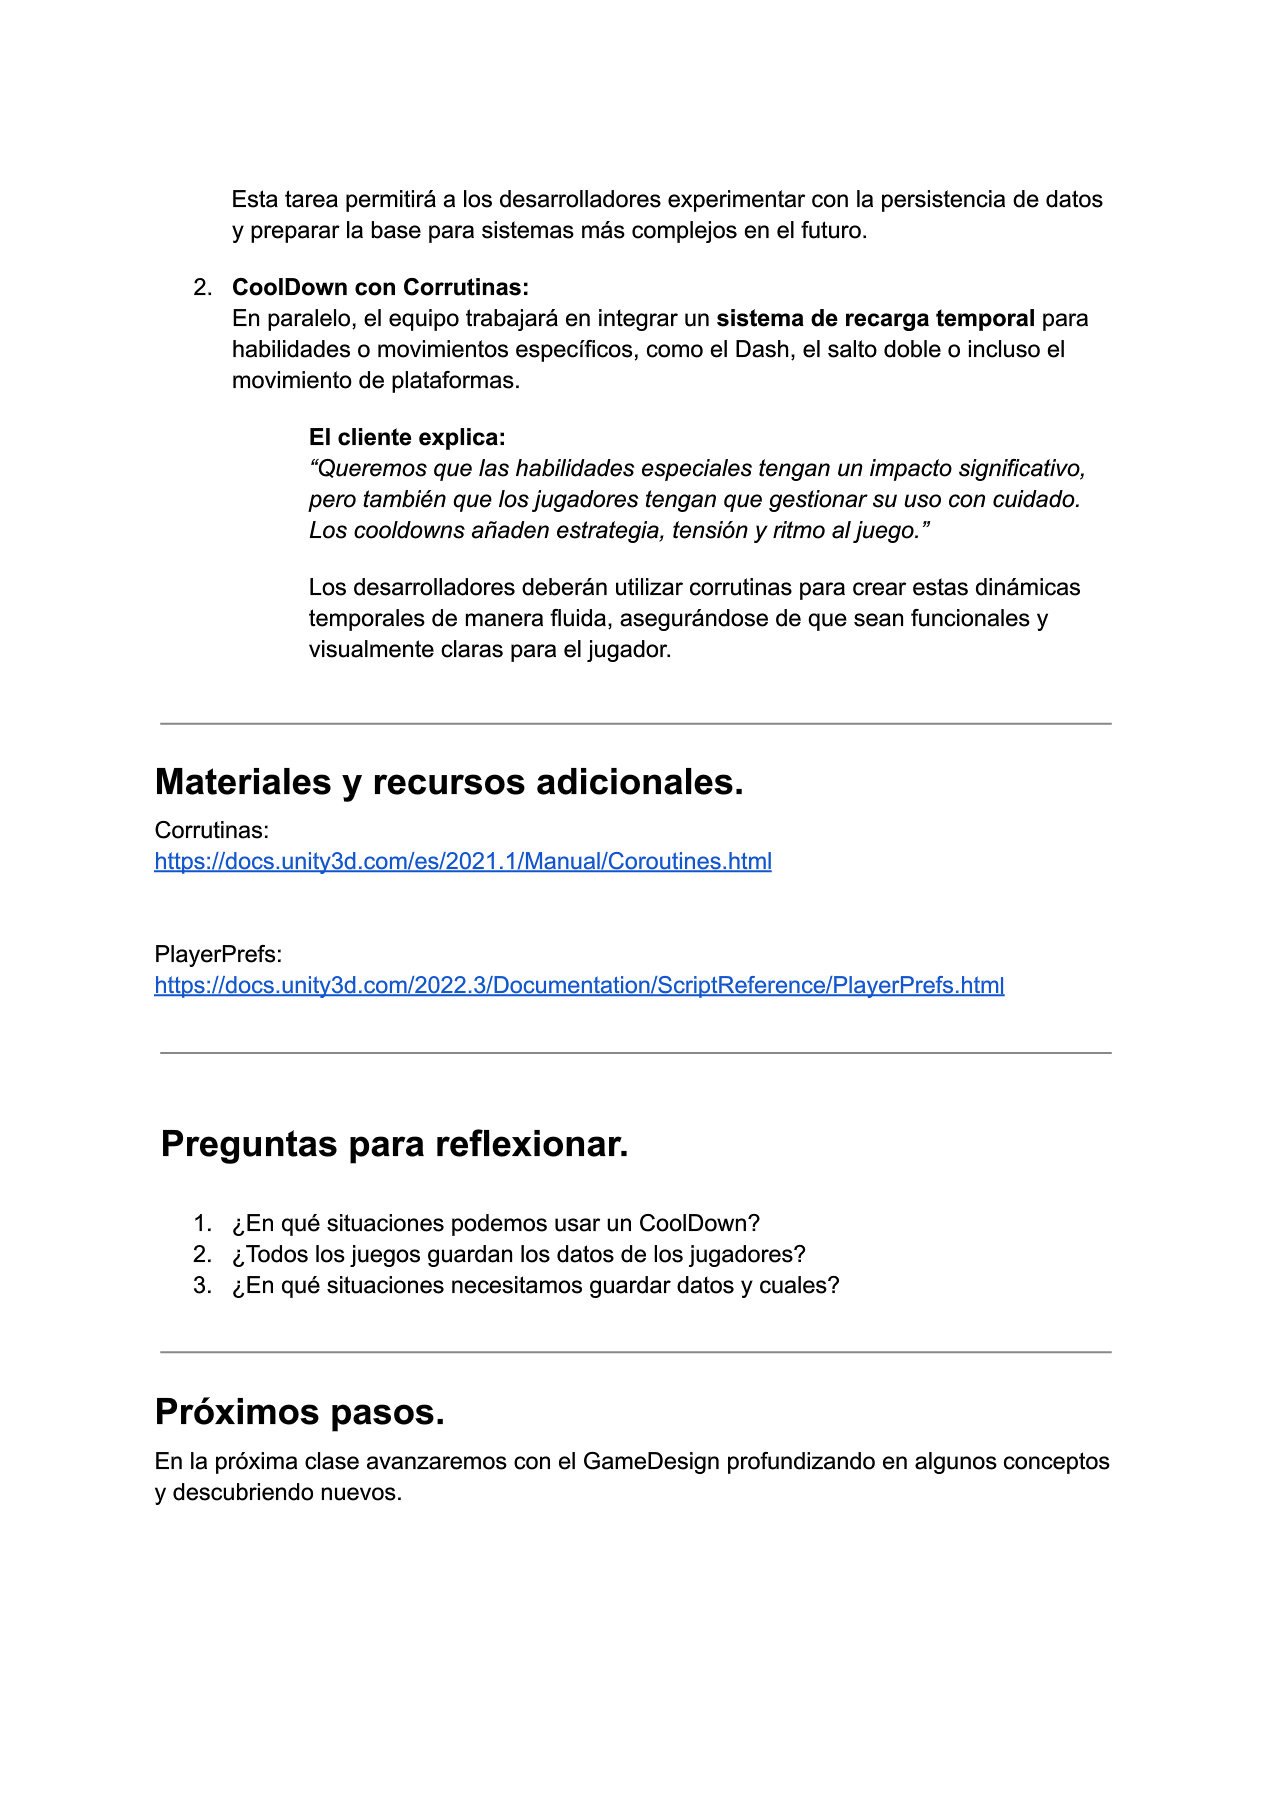 Esta tarea permitirá a los desarrolladores experimentar con la persistencia de datos
y preparar la base para sistemas más complejos en el futuro.
2. CoolDown con Corrutinas:
En paralelo, el equipo trabajará en integrar un sistema de recarga temporal para
habilidades o movimientos específicos, como el Dash, el salto doble o incluso el
movimiento de plataformas.
El cliente explica:
“Queremos que las habilidades especiales tengan un impacto significativo,
pero también que los jugadores tengan que gestionar su uso con cuidado.
Los cooldowns añaden estrategia, tensión y ritmo al juego.”
Los desarrolladores deberán utilizar corrutinas para crear estas dinámicas
temporales de manera fluida, asegurándose de que sean funcionales y
visualmente claras para el jugador.
Materiales y recursos adicionales.
Corrutinas:
https://docs.unity3d.com/es/2021.1/Manual/Coroutines.html
PlayerPrefs:
https://docs.unity3d.com/2022.3/Documentation/ScriptReference/PlayerPrefs.html
Preguntas para reflexionar.
1. ¿En qué situaciones podemos usar un CoolDown?
2. ¿Todos los juegos guardan los datos de los jugadores?
3. ¿En qué situaciones necesitamos guardar datos y cuales?
Próximos pasos.
En la próxima clase avanzaremos con el GameDesign profundizando en algunos conceptos
y descubriendo nuevos.